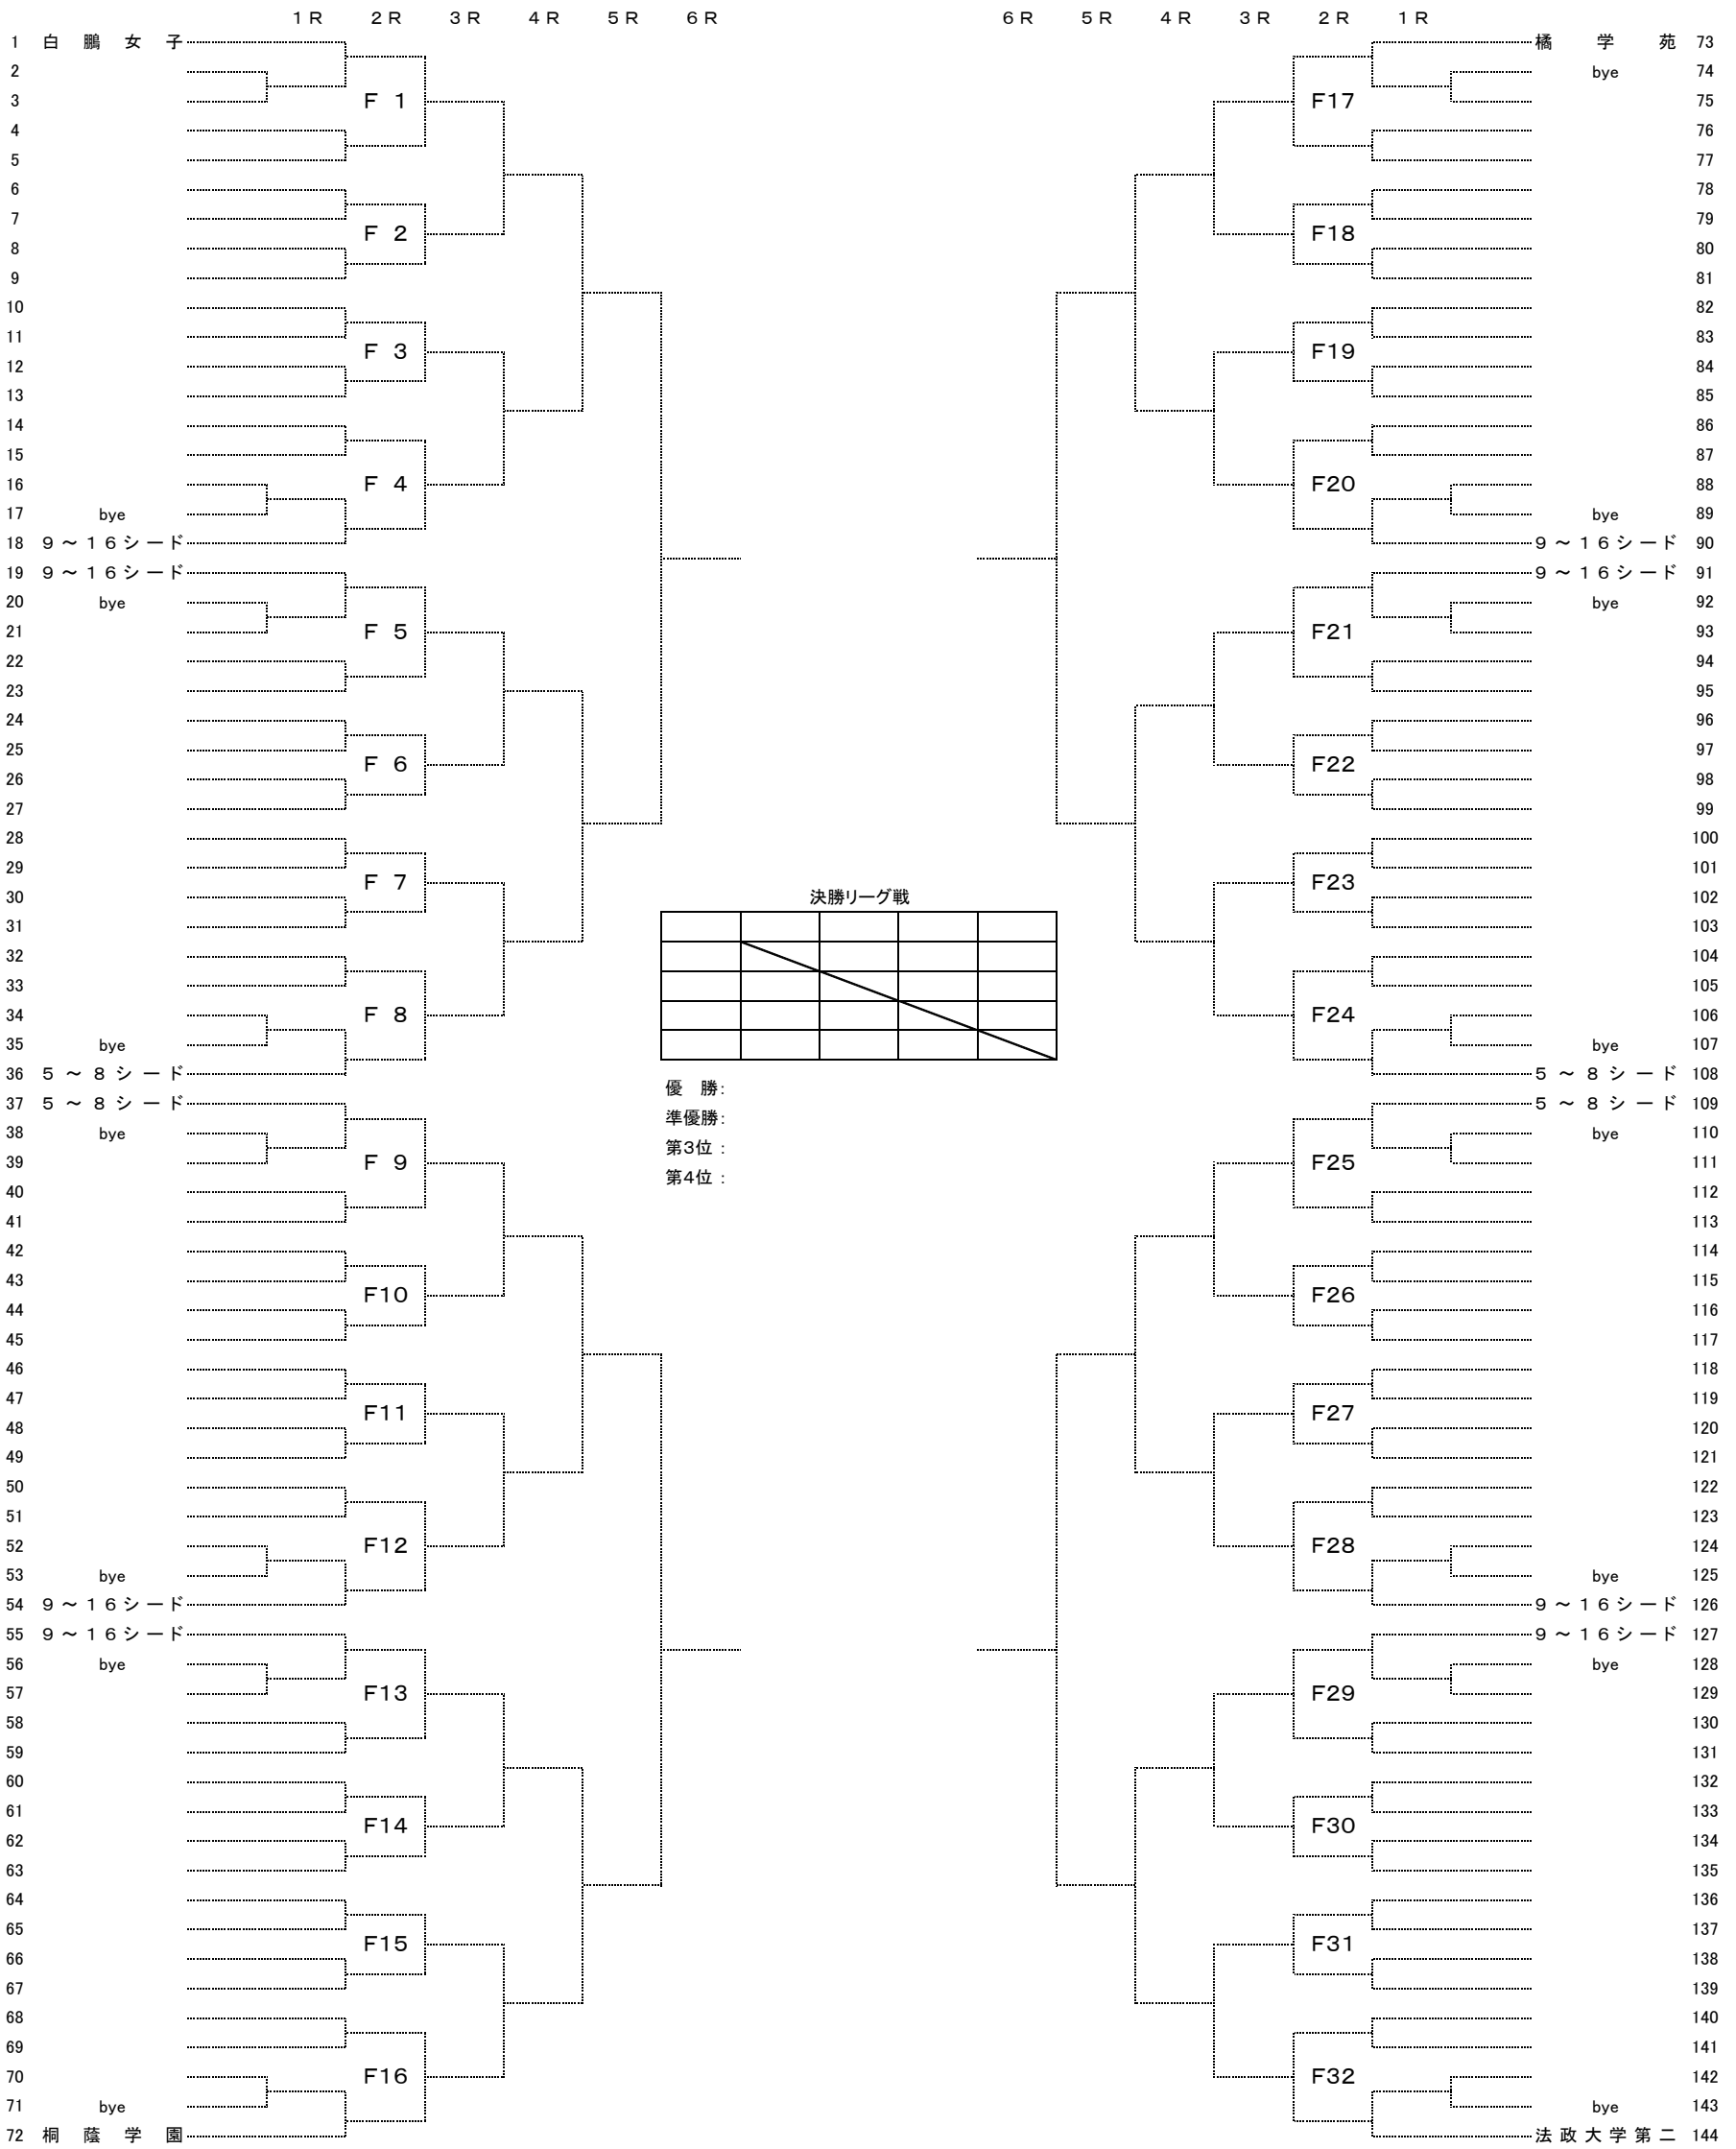 1R 2R 3R 4R 5R 6R 6R 5R 4R 3R 2R 1R
1 白鵬女子 橘学苑 73
2 bye 74
3 F 1 F17 75
4 76
5 77
6 78
7 79
8 F 2 F18 80
9 81
10 82
11 83
12 F 3 F19 84
13 85
14 86
15 87
16 F 4 F20 88
17 bye bye 89
18 9～16シード 9～16シード 90
19 9～16シード 9～16シード 91
20 bye bye 92
21 F 5 F21 93
22 94
23 95
24 96
25 97
26 F 6 F22 98
27 99
28 100
29 101
30 F 7 F23 102
決勝リーグ戦
31 103
32 104
33 105
34 F 8 F24 106
35 bye bye 107
36 5～8シード 5～8シード 108
優 勝：
37 5～8シード 5～8シード 109
準優勝：
38 bye bye 110
第3位 ：
39 F 9 F25 111
第4位 ：
40 112
41 113
42 114
43 115
44 F10 F26 116
45 117
46 118
47 119
48 F11 F27 120
49 121
50 122
51 123
52 F12 F28 124
53 bye bye 125
54 9～16シード 9～16シード 126
55 9～16シード 9～16シード 127
56 bye bye 128
57 F13 F29 129
58 130
59 131
60 132
61 133
62 F14 F30 134
63 135
64 136
65 137
66 F15 F31 138
67 139
68 140
69 141
70 F16 F32 142
71 bye bye 143
72 桐蔭学園 法政大学第二 144